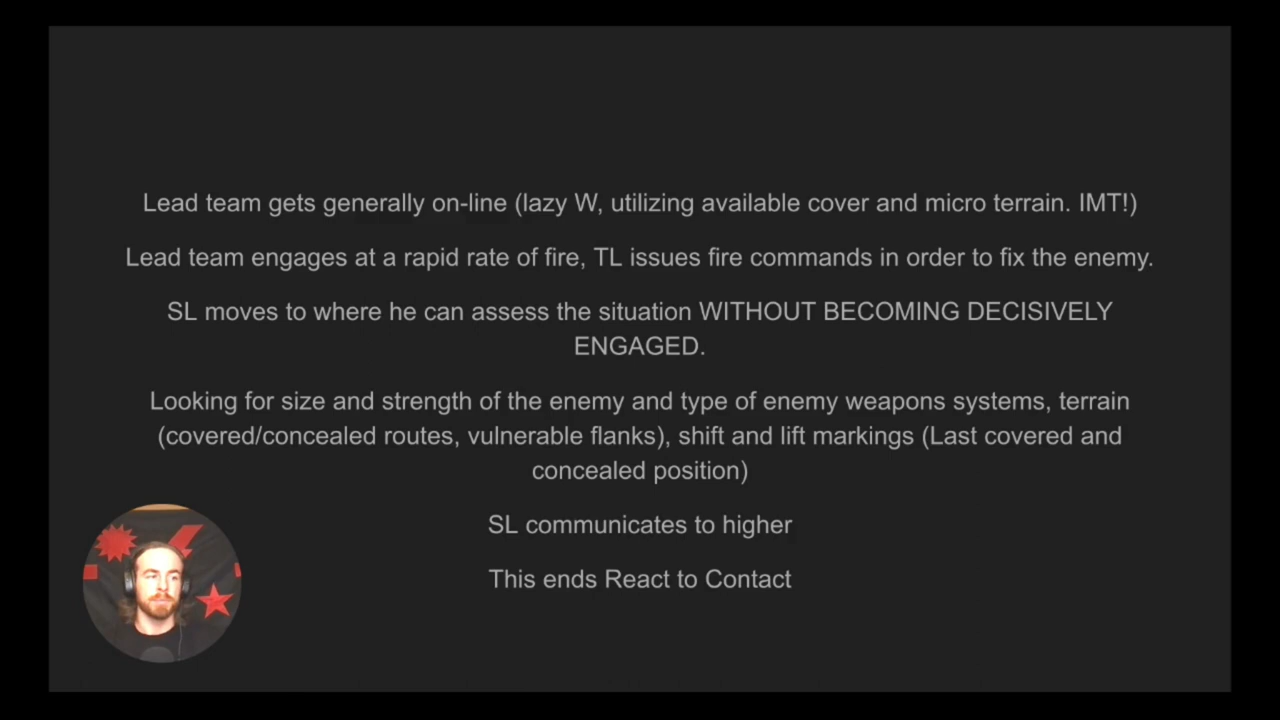 Lead team gets generally on-line (lazy W, utilizing available cover and micro terrain. IMT!)
Lead team engages at a rapid rate of fire, TL issues fire commands in order to fix the enemy.
SL moves to where he can assess the situation WITHOUT BECOMING DECISIVELY
ENGAGED.
Looking for size and strength of the enemy and type of enemy weapons systems, terrain
(covered/concealed routes, vulnerable flanks), shift and lift markings (Last covered and
concealed position)
SL communicates to higher
This ends React to Contact